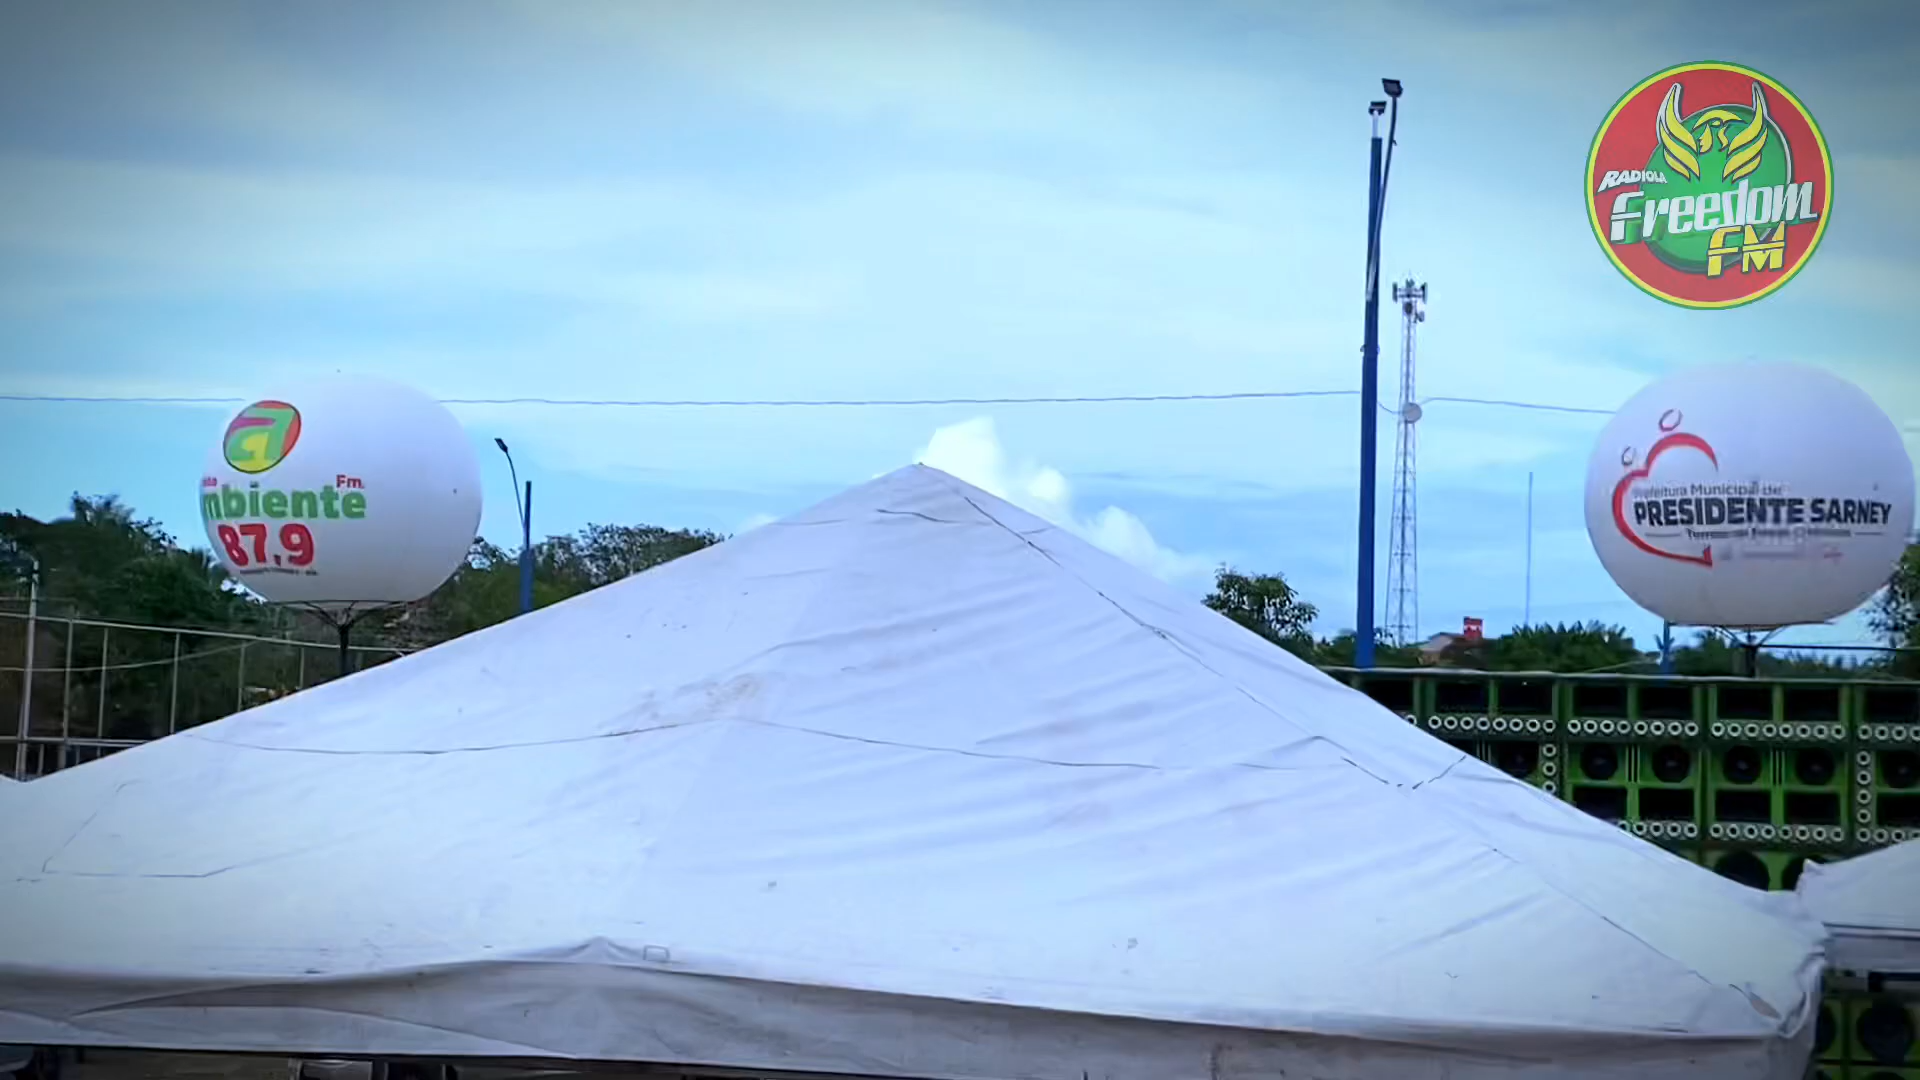 RADIOLA
Freedom
FM
Fm
mbiente
87,9
Prefeitura Municipal de
PRESIDENTE SARNEY